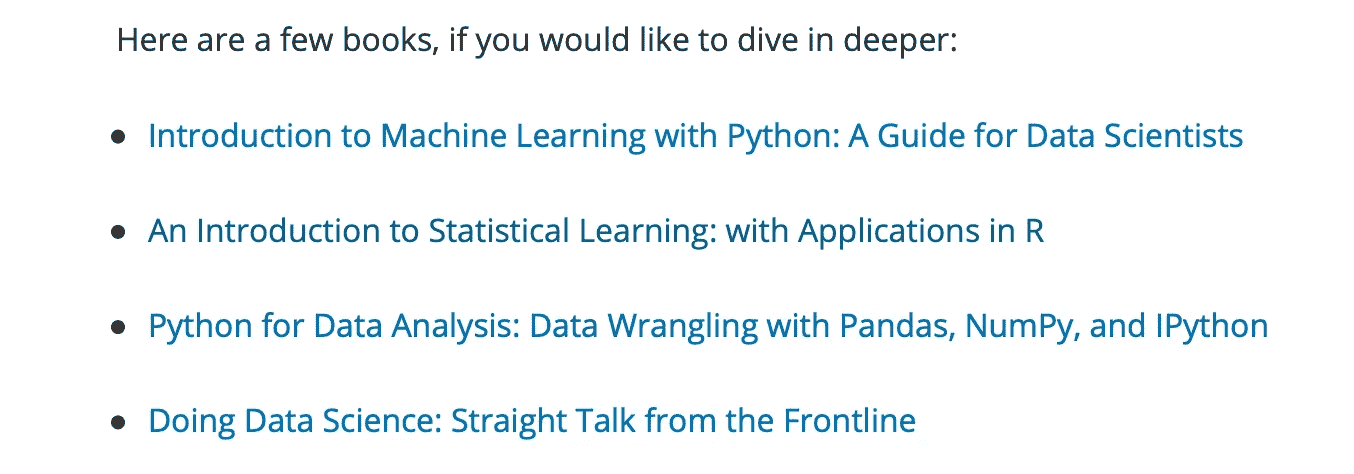 Here are a few books, if you would like to dive in deeper:
● Introduction to Machine Learning with Python: A Guide for Data Scientists
● An Introduction to Statistical Learning: with Applications in R
● Python for Data Analysis: Data Wrangling with Pandas, NumPy, and IPython
● Doing Data Science: Straight Talk from the Frontline